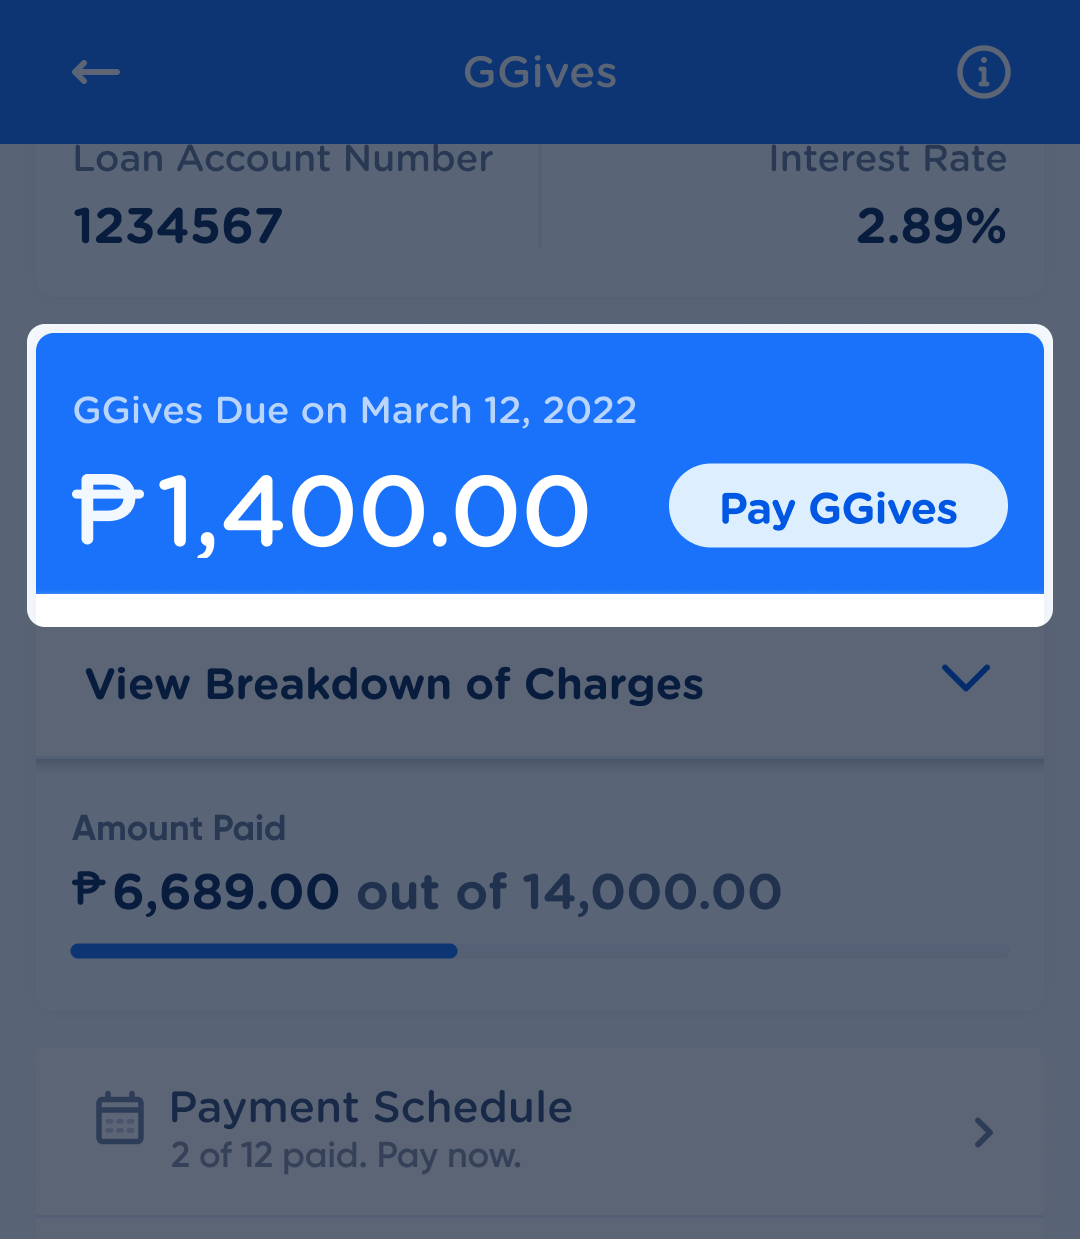 GGives
Loan Account Number
Interest Rate
1234567
2.89%
GGives Due on March 12, 2022
₱1,400.00
Pay GGives
View Breakdown of Charges
Amount Paid
₱6,689.00 out of 14,000.00
Payment Schedule
2 of 12 paid. Pay now.